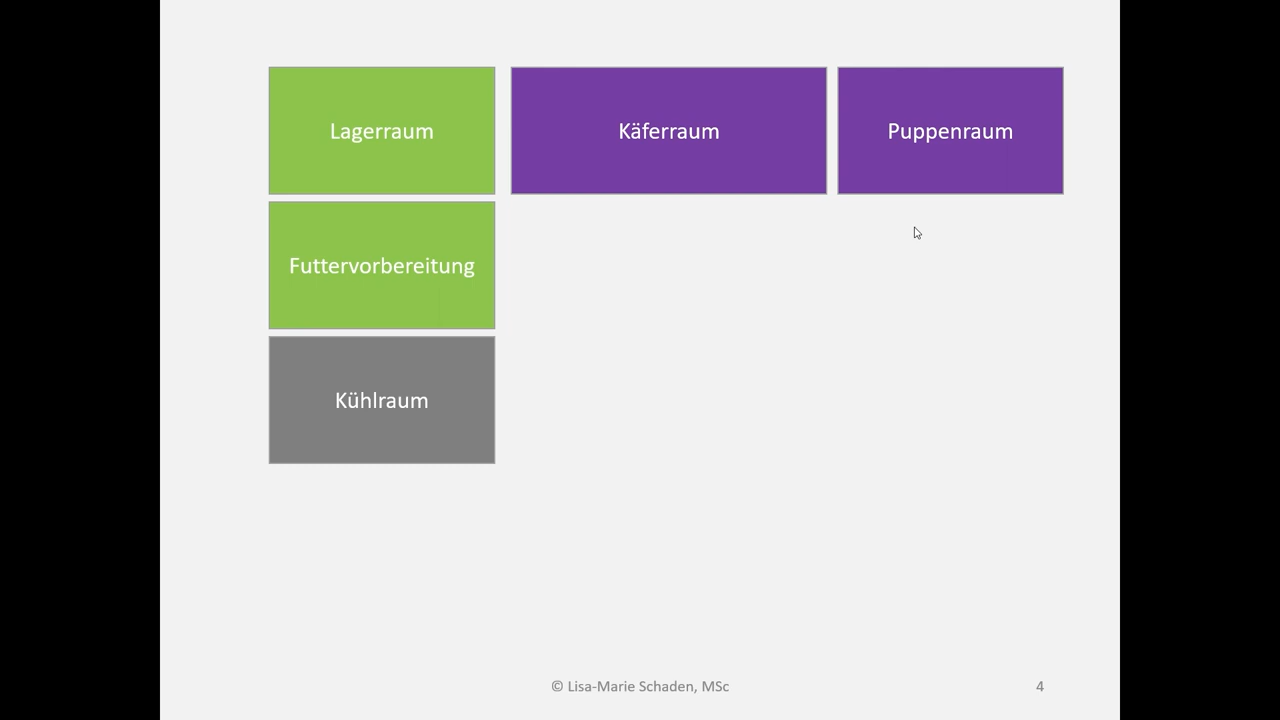 Lagerraum
Käferraum
Puppenraum
Futtervorbereitung
Kühlraum
© Lisa-Marie Schaden, MSc
4